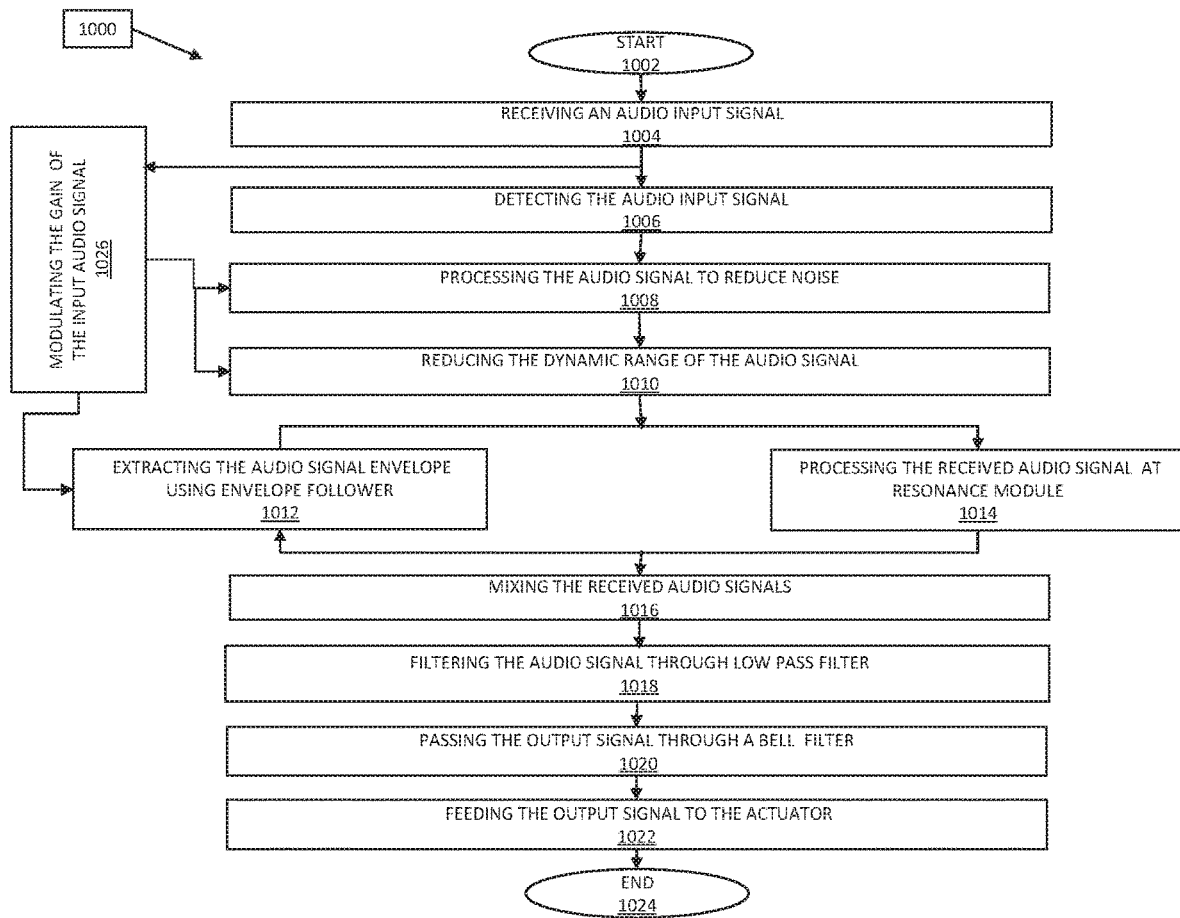 1000
START
1002
RECEIVING AN AUDIO INPUT SIGNAL
1004
MODULATING THE GAIN OF
THE INPUT AUDIO SIGNAL
1026
DETECTING THE AUDIO INPUT SIGNAL
1006
PROCESSING THE AUDIO SIGNAL TO REDUCE NOISE
1008
REDUCING THE DYNAMIC RANGE OF THE AUDIO SIGNAL
1010
EXTRACTING THE AUDIO SIGNAL ENVELOPE
USING ENVELOPE FOLLOWER
1012
PROCESSING THE RECEIVED AUDIO SIGNAL AT
RESONANCE MODULE
1014
MIXING THE RECEIVED AUDIO SIGNALS
1016
FILTERING THE AUDIO SIGNAL THROUGH LOW PASS FILTER
1018
PASSING THE OUTPUT SIGNAL THROUGH A BELL FILTER
1020
FEEDING THE OUTPUT SIGNAL TO THE ACTUATOR
1022
END
1024